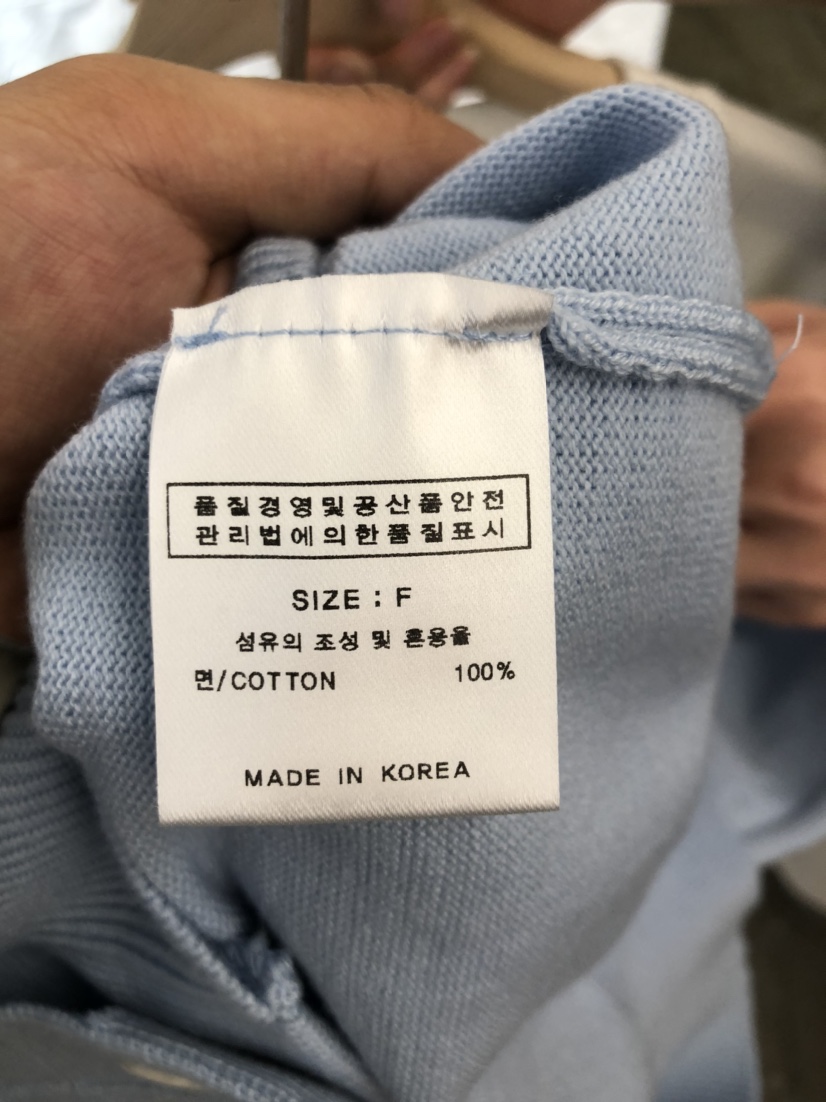 품질경영및공산품안전
관리법에의한품질표시
SIZE : F
섬유의 조성 및 혼용율
면/COTTON 100%
MADE IN KOREA